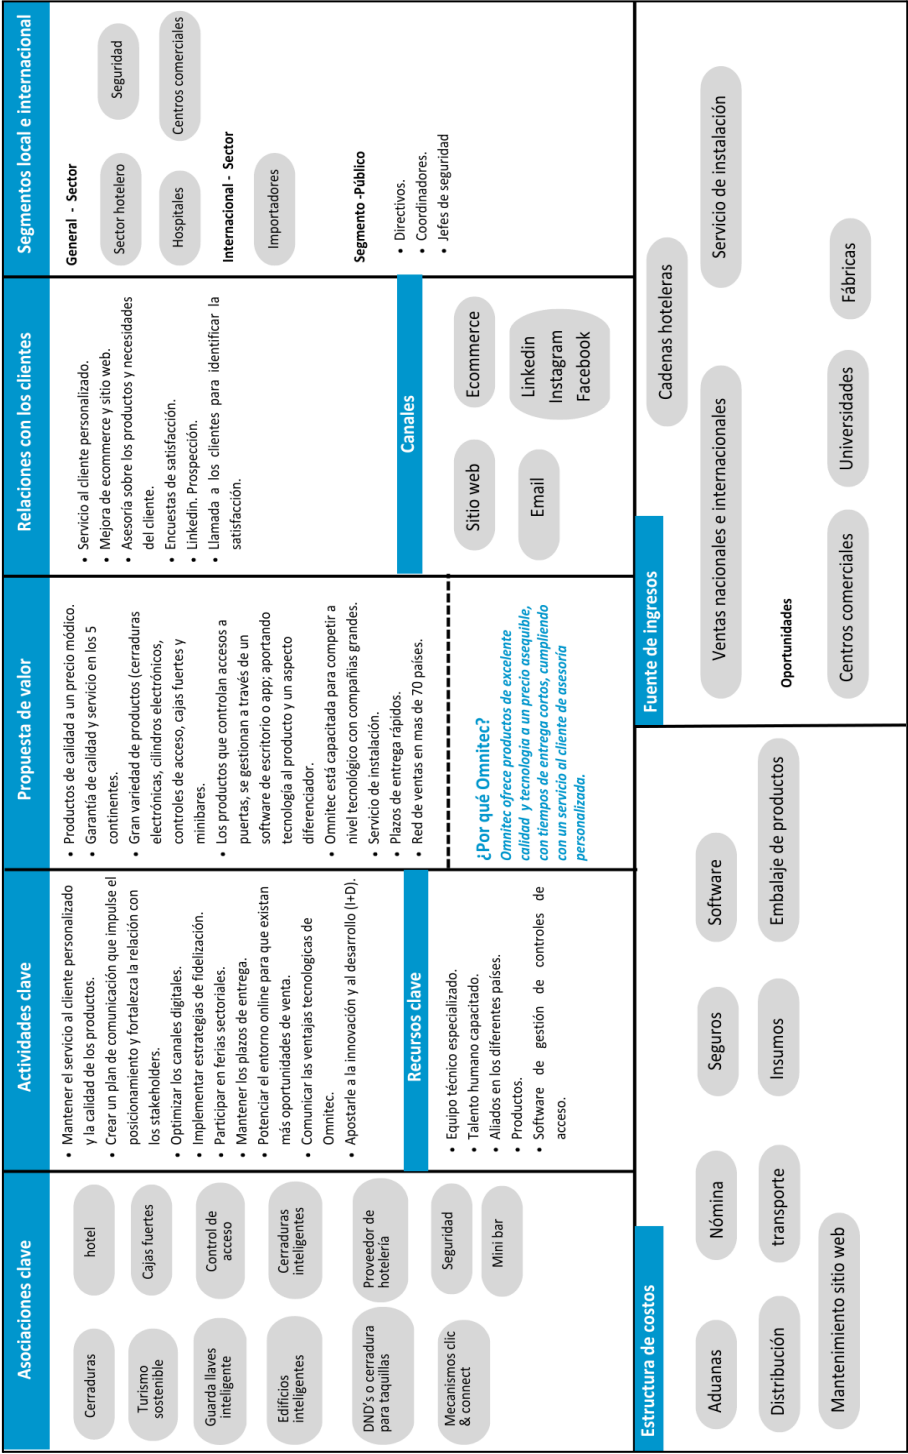 Asociaciones clave
Cerraduras
hotel
Turismo
sostenible
Cajas fuertes
Guarda llaves
inteligente
Control de
acceso
Edificios
inteligentes
Cerraduras
inteligentes
DND's o cerradura
para taquillas
Proveedor de
hotelería
Mecanismos clic
& connect
Seguridad
Mini bar
Actividades clave
• Mantener el servicio al cliente personalizado
y la calidad de los productos.
• Crear un plan de comunicación que impulse el
posicionamiento y fortalezca la relación con
los stakeholders.
• Optimizar los canales digitales.
• Implementar estrategias de fidelización.
• Participar en ferias sectoriales.
• Mantener los plazos de entrega.
• Potenciar el entorno online para que existan
más oportunidades de venta.
• Comunicar las ventajas tecnologicas de
Omnitec.
• Apostarle a la innovación y al desarrollo (I+D).
Recursos clave
• Equipo técnico especializado.
• Talento humano capacitado.
• Aliados en los diferentes países.
• Productos.
• Software de gestión de controles de
acceso.
Propuesta de valor
• Productos de calidad a un precio módico.
• Garantía de calidad y servicio en los 5
continentes.
• Gran variedad de productos (cerraduras
electrónicas, cilindros electrónicos,
controles de acceso, cajas fuertes y
minibares.
• Los productos que controlan accesos a
puertas, se gestionan a través de un
software de escritorio o app; aportando
tecnología al producto y un aspecto
diferenciador.
• Omnitec está capacitada para competir a
nivel tecnológico con compañías grandes.
• Servicio de instalación.
• Plazos de entrega rápidos.
• Red de ventas en mas de 70 países.
¿Por qué Omnitec?
Omnitec ofrece productos de excelente
calidad y tecnología a un precio asequible,
con tiempos de entrega cortos, cumpliendo
con un servicio al cliente de asesoría
personalizada.
Relaciones con los clientes
• Servicio al cliente personalizado.
• Mejora de ecommerce y sitio web.
• Asesoría sobre los productos y necesidades
del cliente.
• Encuestas de satisfacción.
• Linkedin. Prospección.
• Llamada a los clientes para identificar la
satisfacción.
Canales
Sitio web
Ecommerce
Email
Linkedin
Instagram
Facebook
Segmentos local e internacional
General - Sector
Sector hotelero
Seguridad
Hospitales
Centros comerciales
Internacional - Sector
Importadores
Segmento -Público
• Directivos.
• Coordinadores.
• Jefes de seguridad
Estructura de costos
Aduanas
Nómina
Seguros
Software
Distribución
transporte
Insumos
Embalaje de productos
Mantenimiento sitio web
Fuente de ingresos
Cadenas hoteleras
Ventas nacionales e internacionales
Servicio de instalación
Oportunidades
Centros comerciales
Universidades
Fábricas